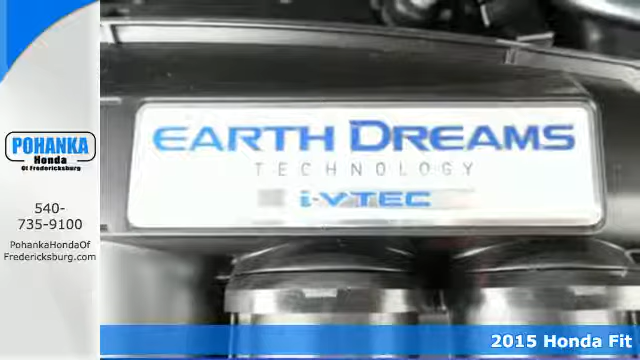 POHANKA
Honda
Of Fredericksburg
540-
735-9100
PohankaHondaOf
Fredericksburg.com
EARTH DREAMS
TECHNOLOGY
i-VTEC
2015 Honda Fit